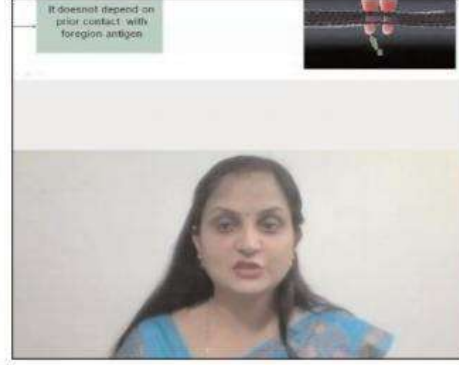 It doesnot depend on
prior contact with
foregion antigen